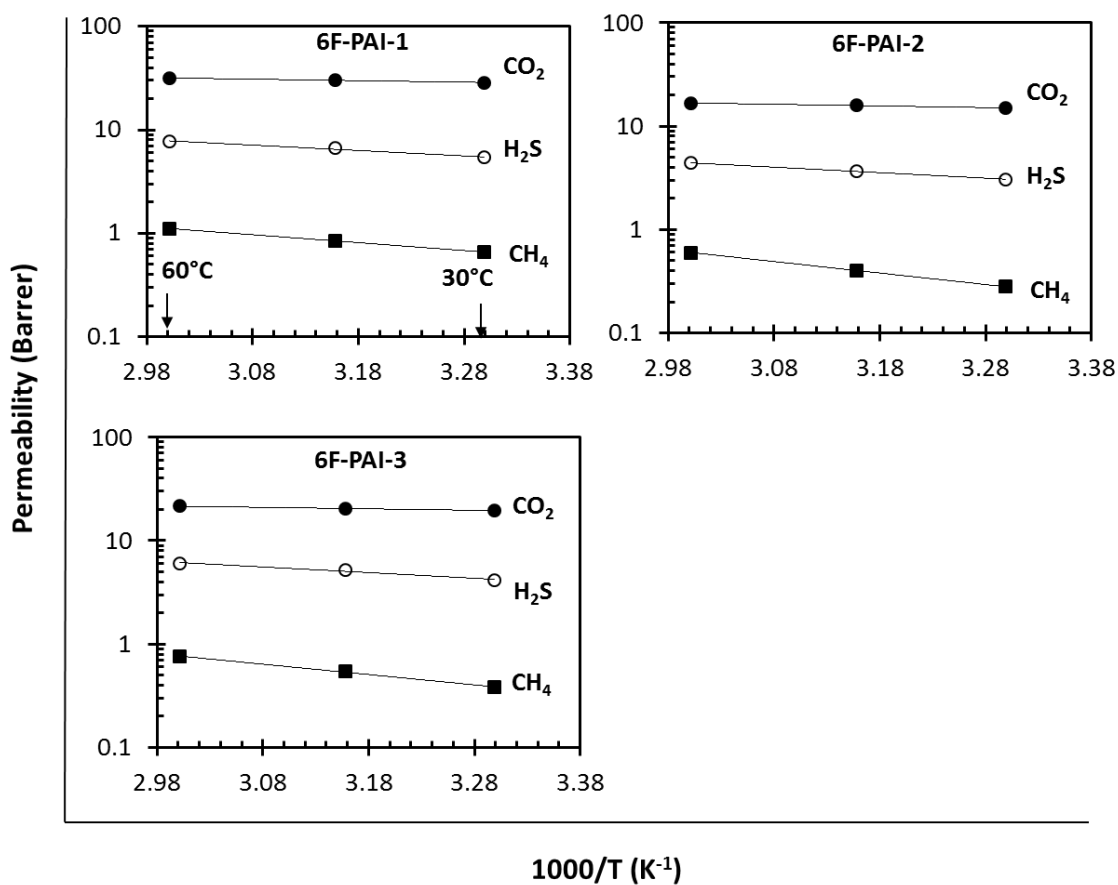 Permeability (Barrer)
6F-PAI-1
100
10
1
0.1
CO₂
H₂S
CH₄
60°C
30°C
2.98 3.08 3.18 3.28 3.38
6F-PAI-2
100
10
1
0.1
CO₂
H₂S
CH₄
2.98 3.08 3.18 3.28 3.38
6F-PAI-3
100
10
1
0.1
CO₂
H₂S
CH₄
2.98 3.08 3.18 3.28 3.38
1000/T (K⁻¹)